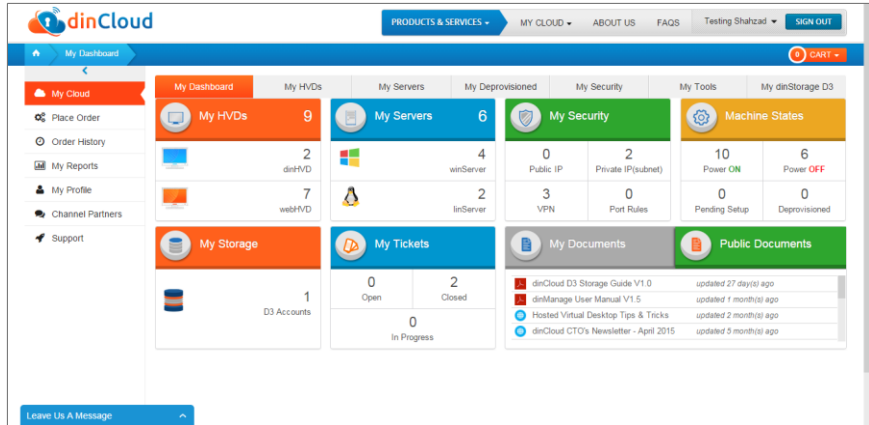 dinCloud
PRODUCTS & SERVICES MY CLOUD ABOUT US FAQS Testing Shahzad SIGN OUT
My Dashboard 0 CART
My Cloud
Place Order
Order History
My Reports
My Profile
Channel Partners
Support
My Dashboard My HVDs My Servers My Deprovisioned My Security My Tools My dinStorage D3
My HVDs 9
2
dinHVD
7
webHVD
My Servers 6
4
winServer
2
linServer
My Security
0 2
Public IP Private IP(subnet)
3 0
VPN Port Rules
Machine States
10 6
Power ON Power OFF
0 0
Pending Setup Deprovisioned
My Storage
1
D3 Accounts
My Tickets
0 2
Open Closed
0
In Progress
My Documents Public Documents
dinCloud D3 Storage Guide V1.0 updated 27 day(s) ago
dinManage User Manual V1.5 updated 1 month(s) ago
Hosted Virtual Desktop Tips & Tricks updated 2 month(s) ago
dinCloud CTO's Newsletter - April 2015 updated 5 month(s) ago
Leave Us A Message